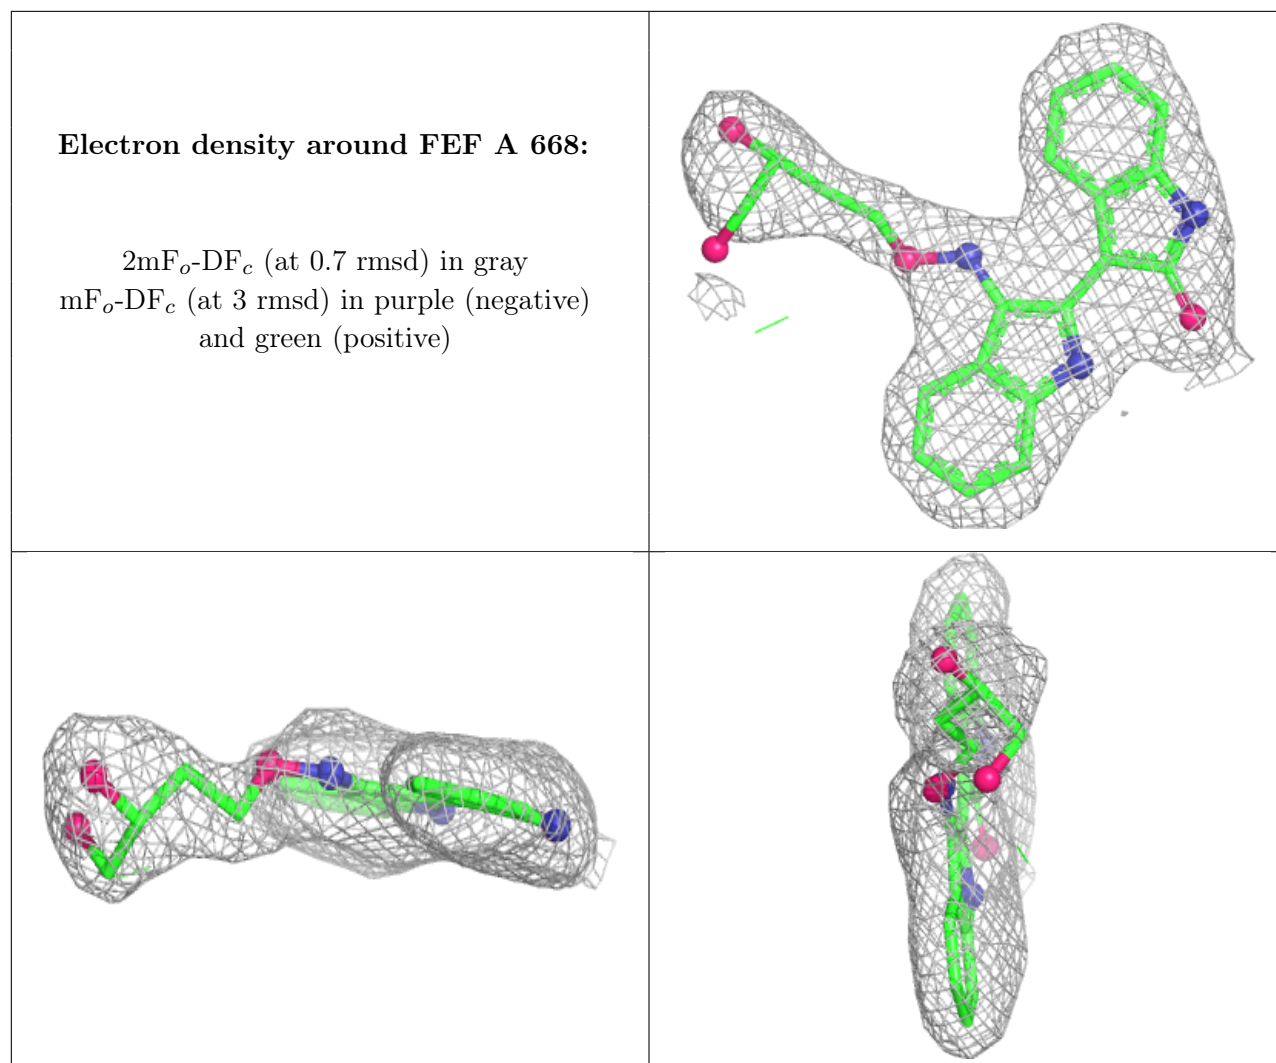 Electron density around FEF A 668:
2mFo-DFc (at 0.7 rmsd) in gray
mFo-DFc (at 3 rmsd) in purple (negative)
and green (positive)